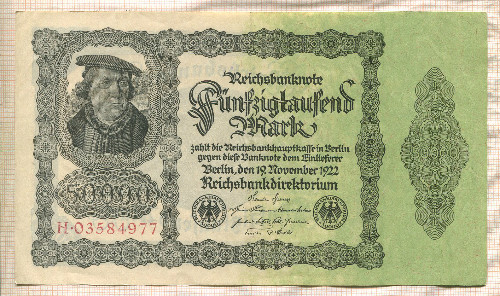 Reichsbanknote
Fünfzigtausend
Mark
zahlt die Reichsbankhauptkasse in Berlin
gegen diese Banknote dem Einlieferer
Berlin, den 19. November 1922
Reichsbankdirektorium
50000
H·03584977